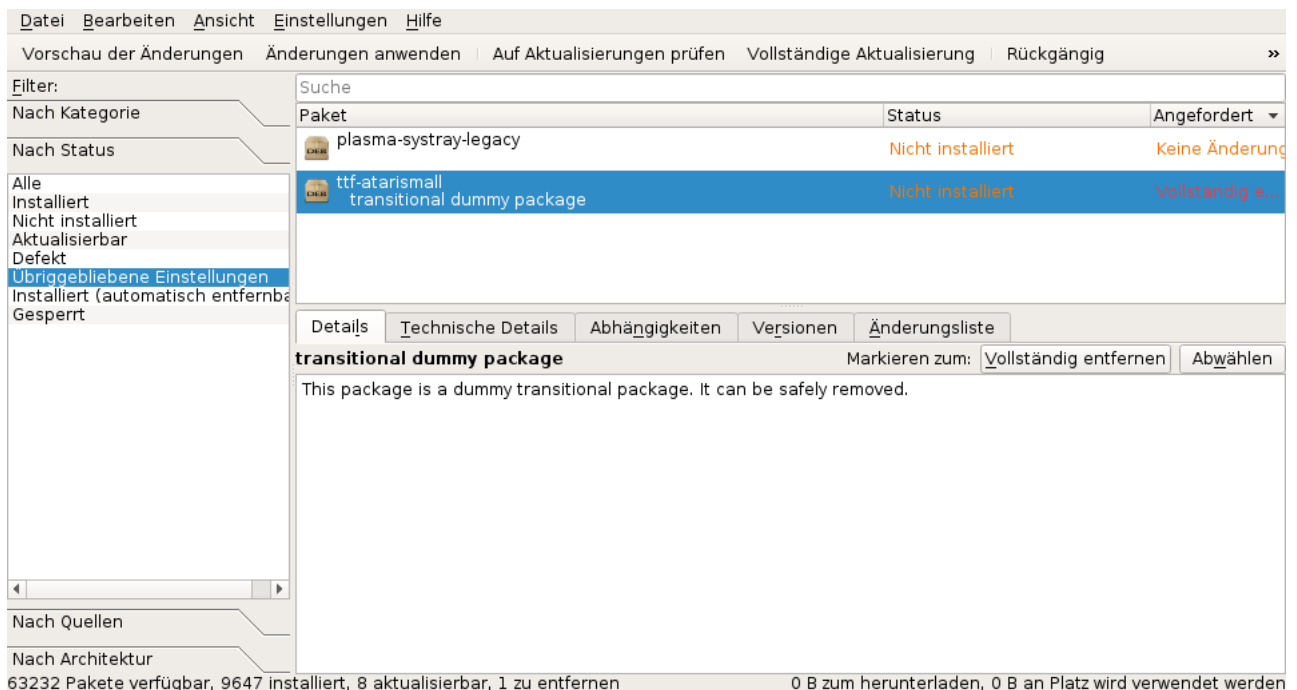 Datei Bearbeiten Ansicht Einstellungen Hilfe
Vorschau der Änderungen Änderungen anwenden Auf Aktualisierungen prüfen Vollständige Aktualisierung Rückgängig »
Filter:
Nach Kategorie
Nach Status
Alle
Installiert
Nicht installiert
Aktualisierbar
Defekt
Übriggebliebene Einstellungen
Installiert (automatisch entfernba
Gesperrt
Nach Quellen
Nach Architektur
Suche
Paket Status Angefordert
plasma-systray-legacy Nicht installiert Keine Änderung
DEB
ttf-atarismall
transitional dummy package Nicht installiert Vollständig e...
DEB
Details Technische Details Abhängigkeiten Versionen Änderungsliste
transitional dummy package Markieren zum: Vollständig entfernen Abwählen
This package is a dummy transitional package. It can be safely removed.
63232 Pakete verfügbar, 9647 installiert, 8 aktualisierbar, 1 zu entfernen 0 B zum herunterladen, 0 B an Platz wird verwendet werden